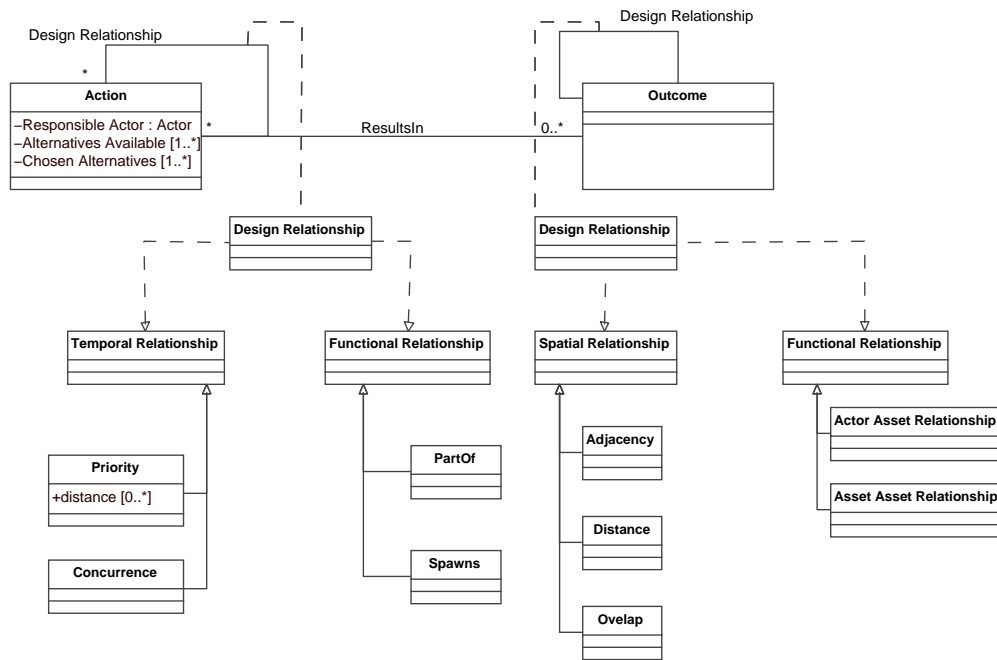 Design Relationship
Design Relationship
*
Action
Outcome
−Responsible Actor : Actor
−Alternatives Available [1..*]
−Chosen Alternatives [1..*]
*
ResultsIn
0..*
Design Relationship
Design Relationship
Temporal Relationship
Functional Relationship
Spatial Relationship
Functional Relationship
Actor Asset Relationship
Adjacency
PartOf
Priority
+distance [0..*]
Asset Asset Relationship
Distance
Spawns
Concurrence
Ovelap